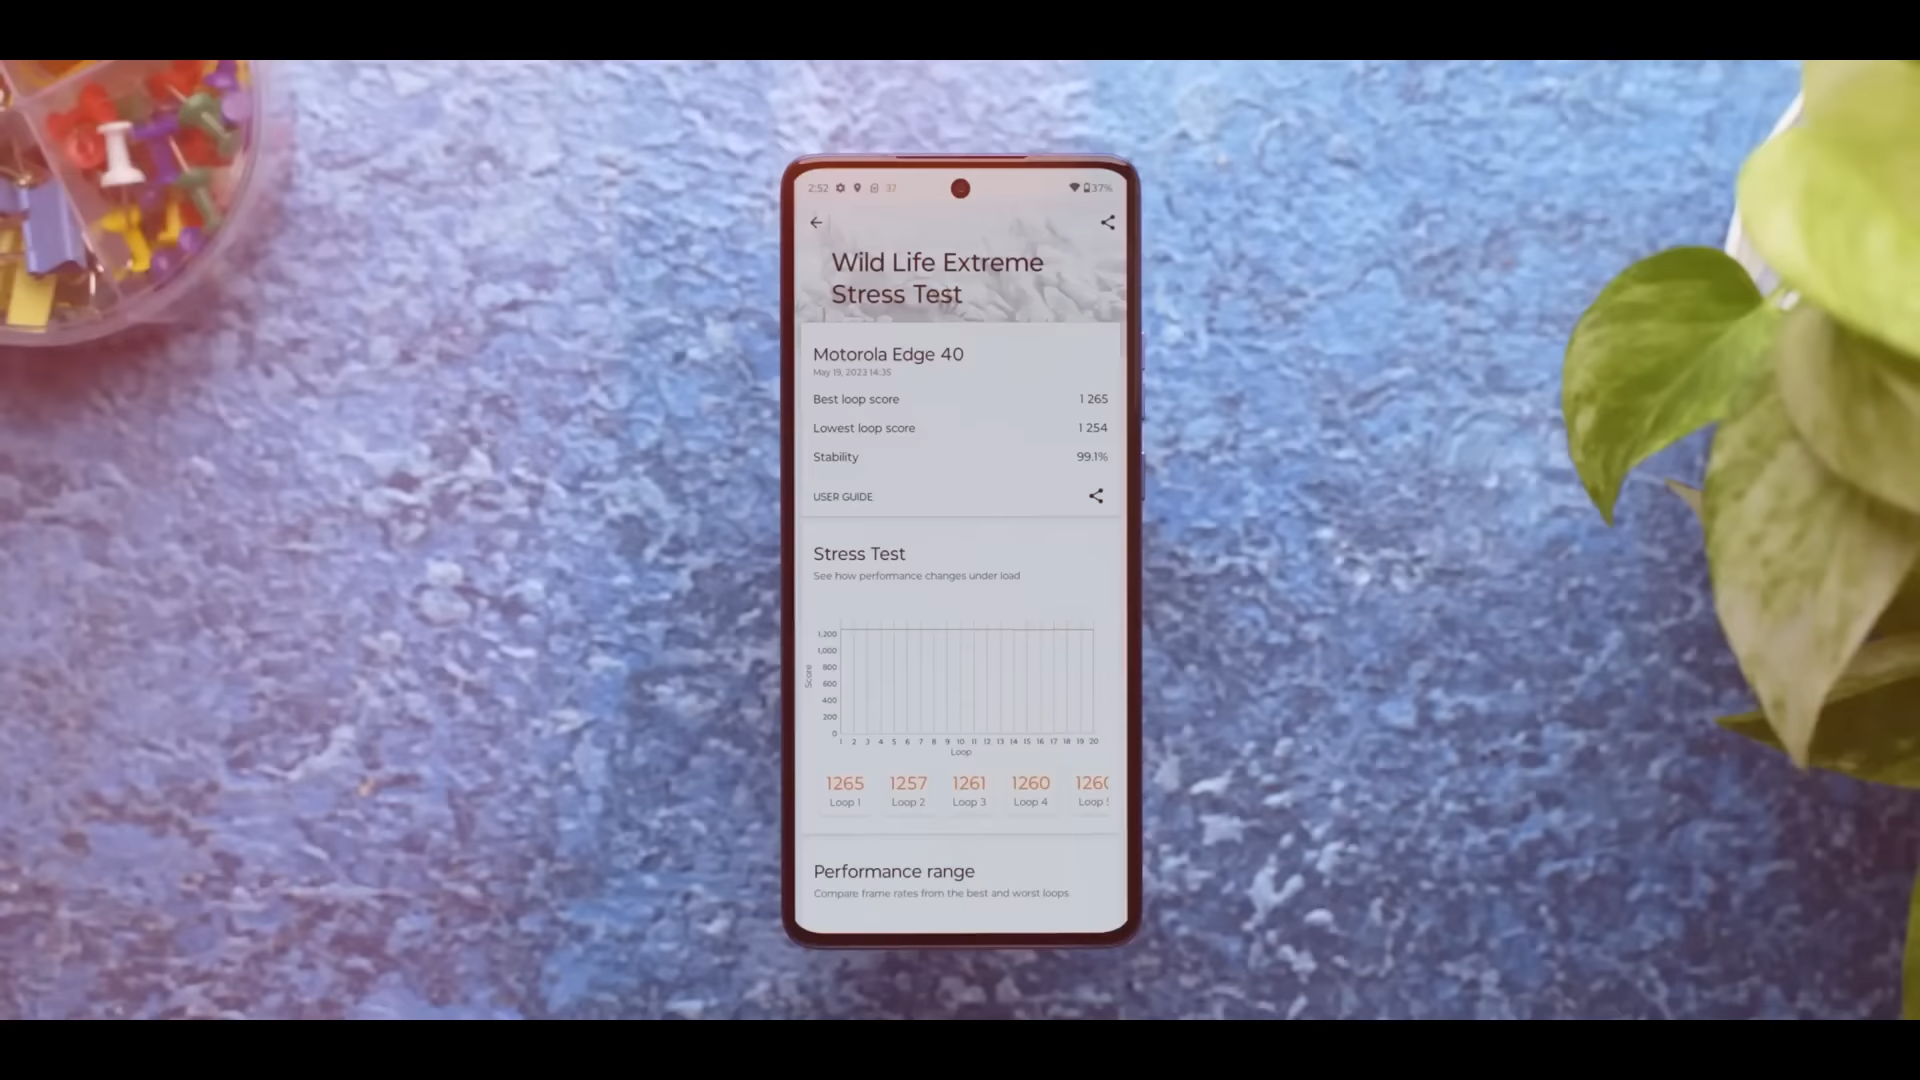 2:52 37 37%
Wild Life Extreme
Stress Test
Motorola Edge 40
May 19, 2023 14:35
Best loop score 1 265
Lowest loop score 1 254
Stability 99.1%
USER GUIDE
Stress Test
See how performance changes under load
1,200
1,000
800
600
400
200
0
Score
1 2 3 4 5 6 7 8 9 10 11 12 13 14 15 16 17 18 19 20
Loop
1265 1257 1261 1260 1260
Loop 1 Loop 2 Loop 3 Loop 4 Loop 5
Performance range
Compare frame rates from the best and worst loops